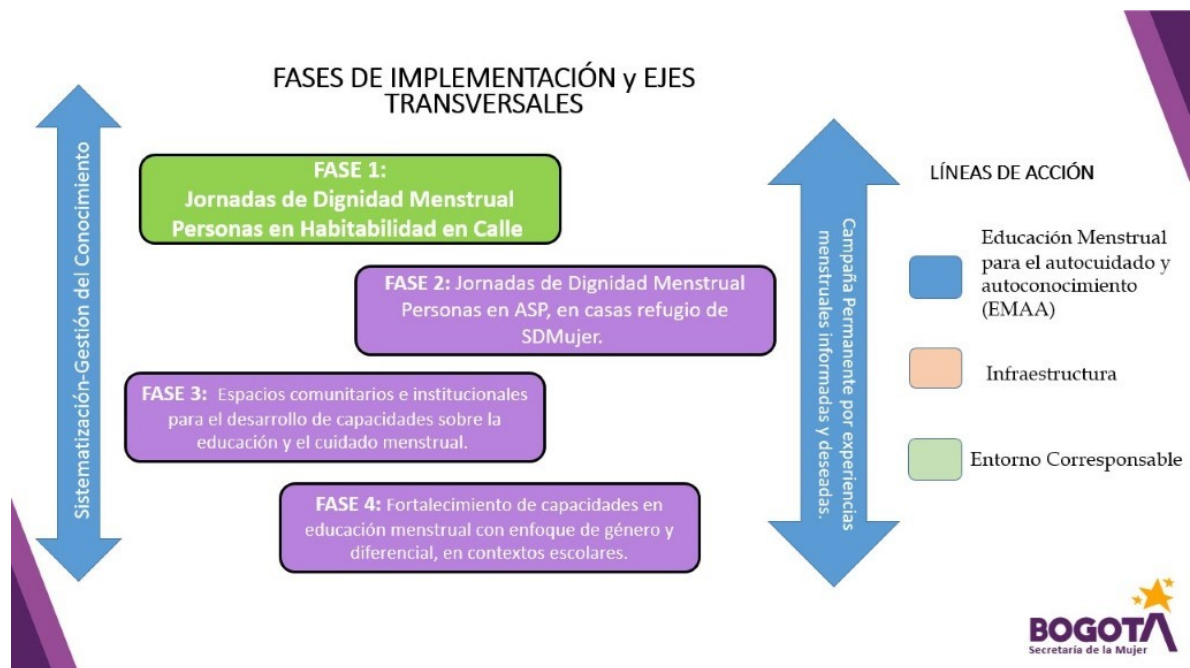 FASES DE IMPLEMENTACIÓN y EJES
TRANSVERSALES
Sistematización-Gestión del Conocimiento
FASE 1:
Jornadas de Dignidad Menstrual
Personas en Habitabilidad en Calle
FASE 2: Jornadas de Dignidad Menstrual
Personas en ASP, en casas refugio de
SDMujer.
FASE 3: Espacios comunitarios e institucionales
para el desarrollo de capacidades sobre la
educación y el cuidado menstrual.
FASE 4: Fortalecimiento de capacidades en
educación menstrual con enfoque de género y
diferencial, en contextos escolares.
Campaña Permanente por experiencias
menstruales informadas y deseadas.
LÍNEAS DE ACCIÓN
Educación Menstrual
para el autocuidado y
autoconocimiento
(EMAA)
Infraestructura
Entorno Corresponsable
BOGOTA
Secretaría de la Mujer